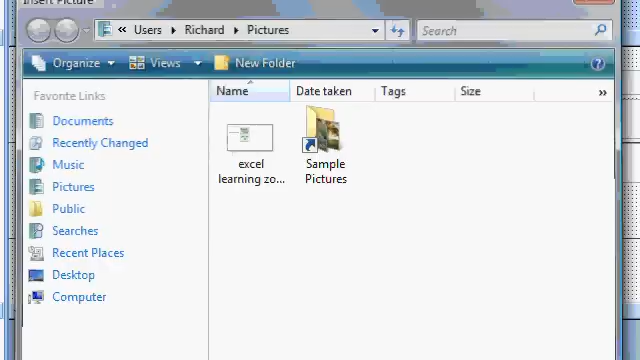 Insert Picture
« Users Richard Pictures Search
Organize Views New Folder
Favorite Links
Documents
Recently Changed
Music
Pictures
Public
Searches
Recent Places
Desktop
Computer
Name Date taken Tags Size »
excel
learning zo...
Sample
Pictures